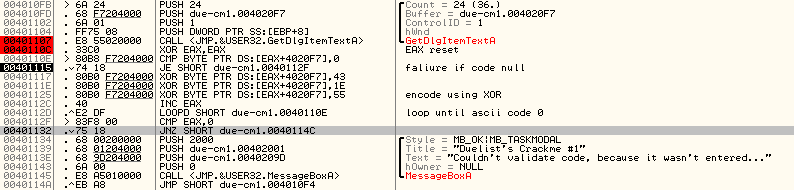 004010FB > 6A 24 PUSH 24 Count = 24 (36.)
004010FD . 68 F7204000 PUSH due-cm1.004020F7 Buffer = due-cm1.004020F7
00401102 . 6A 01 PUSH 1 ControlID = 1
00401104 . FF75 08 PUSH DWORD PTR SS:[EBP+8] hWnd
00401107 . E8 55020000 CALL <JMP.&USER32.GetDlgItemTextA> GetDlgItemTextA
0040110C . 33C0 XOR EAX,EAX EAX reset
0040110E > 80B8 F7204000 CMP BYTE PTR DS:[EAX+4020F7],0
00401115 .v 74 18 JE SHORT due-cm1.0040112F faliure if code null
00401117 . 80B0 F7204000 XOR BYTE PTR DS:[EAX+4020F7],43
0040111E . 80B0 F7204000 XOR BYTE PTR DS:[EAX+4020F7],1E
00401125 . 80B0 F7204000 XOR BYTE PTR DS:[EAX+4020F7],55 encode using XOR
0040112C . 40 INC EAX
0040112D .^ E2 DF LOOPD SHORT due-cm1.0040110E loop until ascii code 0
0040112F > 83F8 00 CMP EAX,0
00401132 .v 75 18 JNZ SHORT due-cm1.0040114C
00401134 . 68 00200000 PUSH 2000 Style = MB_OK|MB_TASKMODAL
00401139 . 68 01204000 PUSH due-cm1.00402001 Title = "Duelist's Crackme #1"
0040113E . 68 9D204000 PUSH due-cm1.0040209D Text = "Couldn't validate code, because it wasn't entered..."
00401143 . 6A 00 PUSH 0 hOwner = NULL
00401145 . E8 A5010000 CALL <JMP.&USER32.MessageBoxA> MessageBoxA
0040114A .^ EB A8 JMP SHORT due-cm1.004010F4